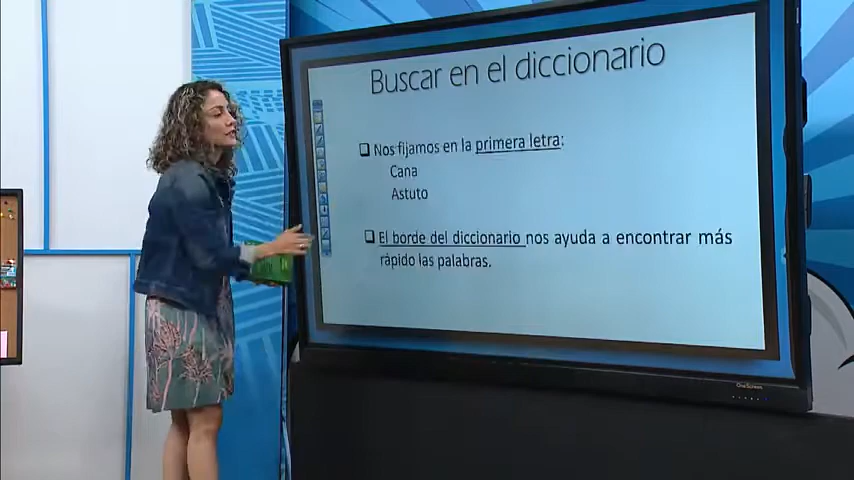 Buscar en el diccionario
Nos fijamos en la primera letra:
Cana
Astuto
El borde del diccionario nos ayuda a encontrar más
rápido las palabras.
OneScreen